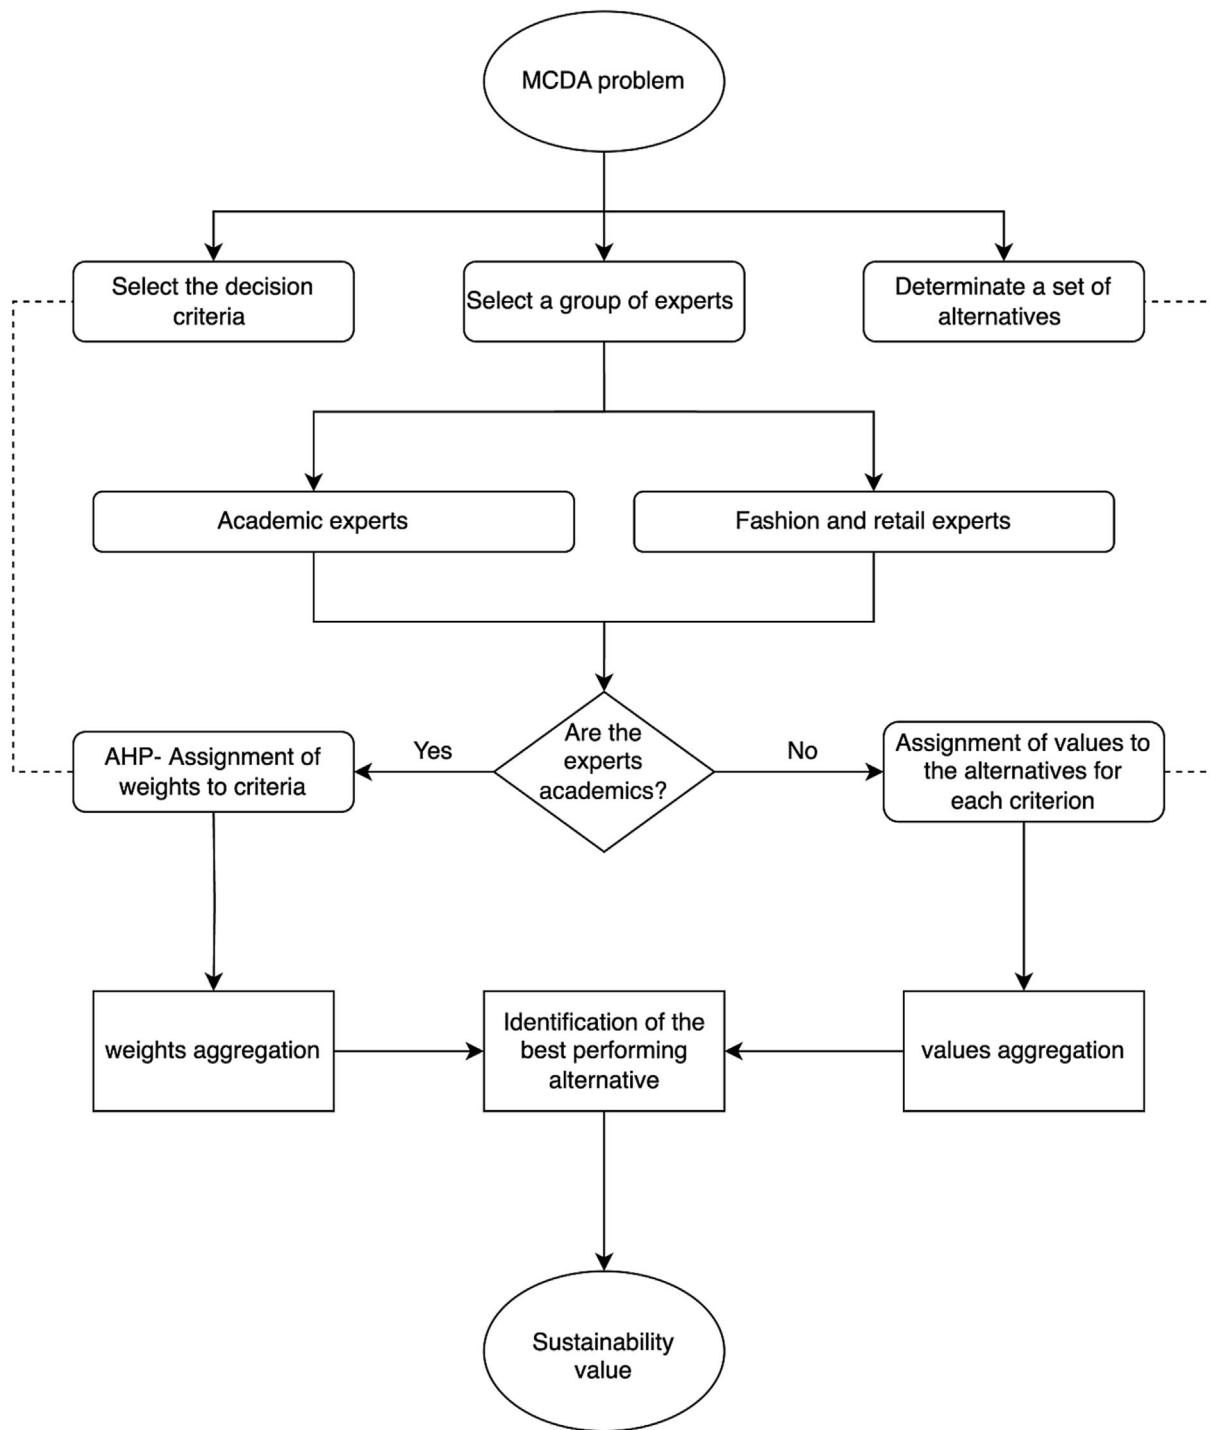 MCDA problem
Select the decision
criteria
Select a group of experts
Determinate a set of
alternatives
Academic experts
Fashion and retail experts
Are the
experts
academics?
Yes
No
AHP- Assignment of
weights to criteria
Assignment of values to
the alternatives for
each criterion
weights aggregation
Identification of the
best performing
alternative
values aggregation
Sustainability
value